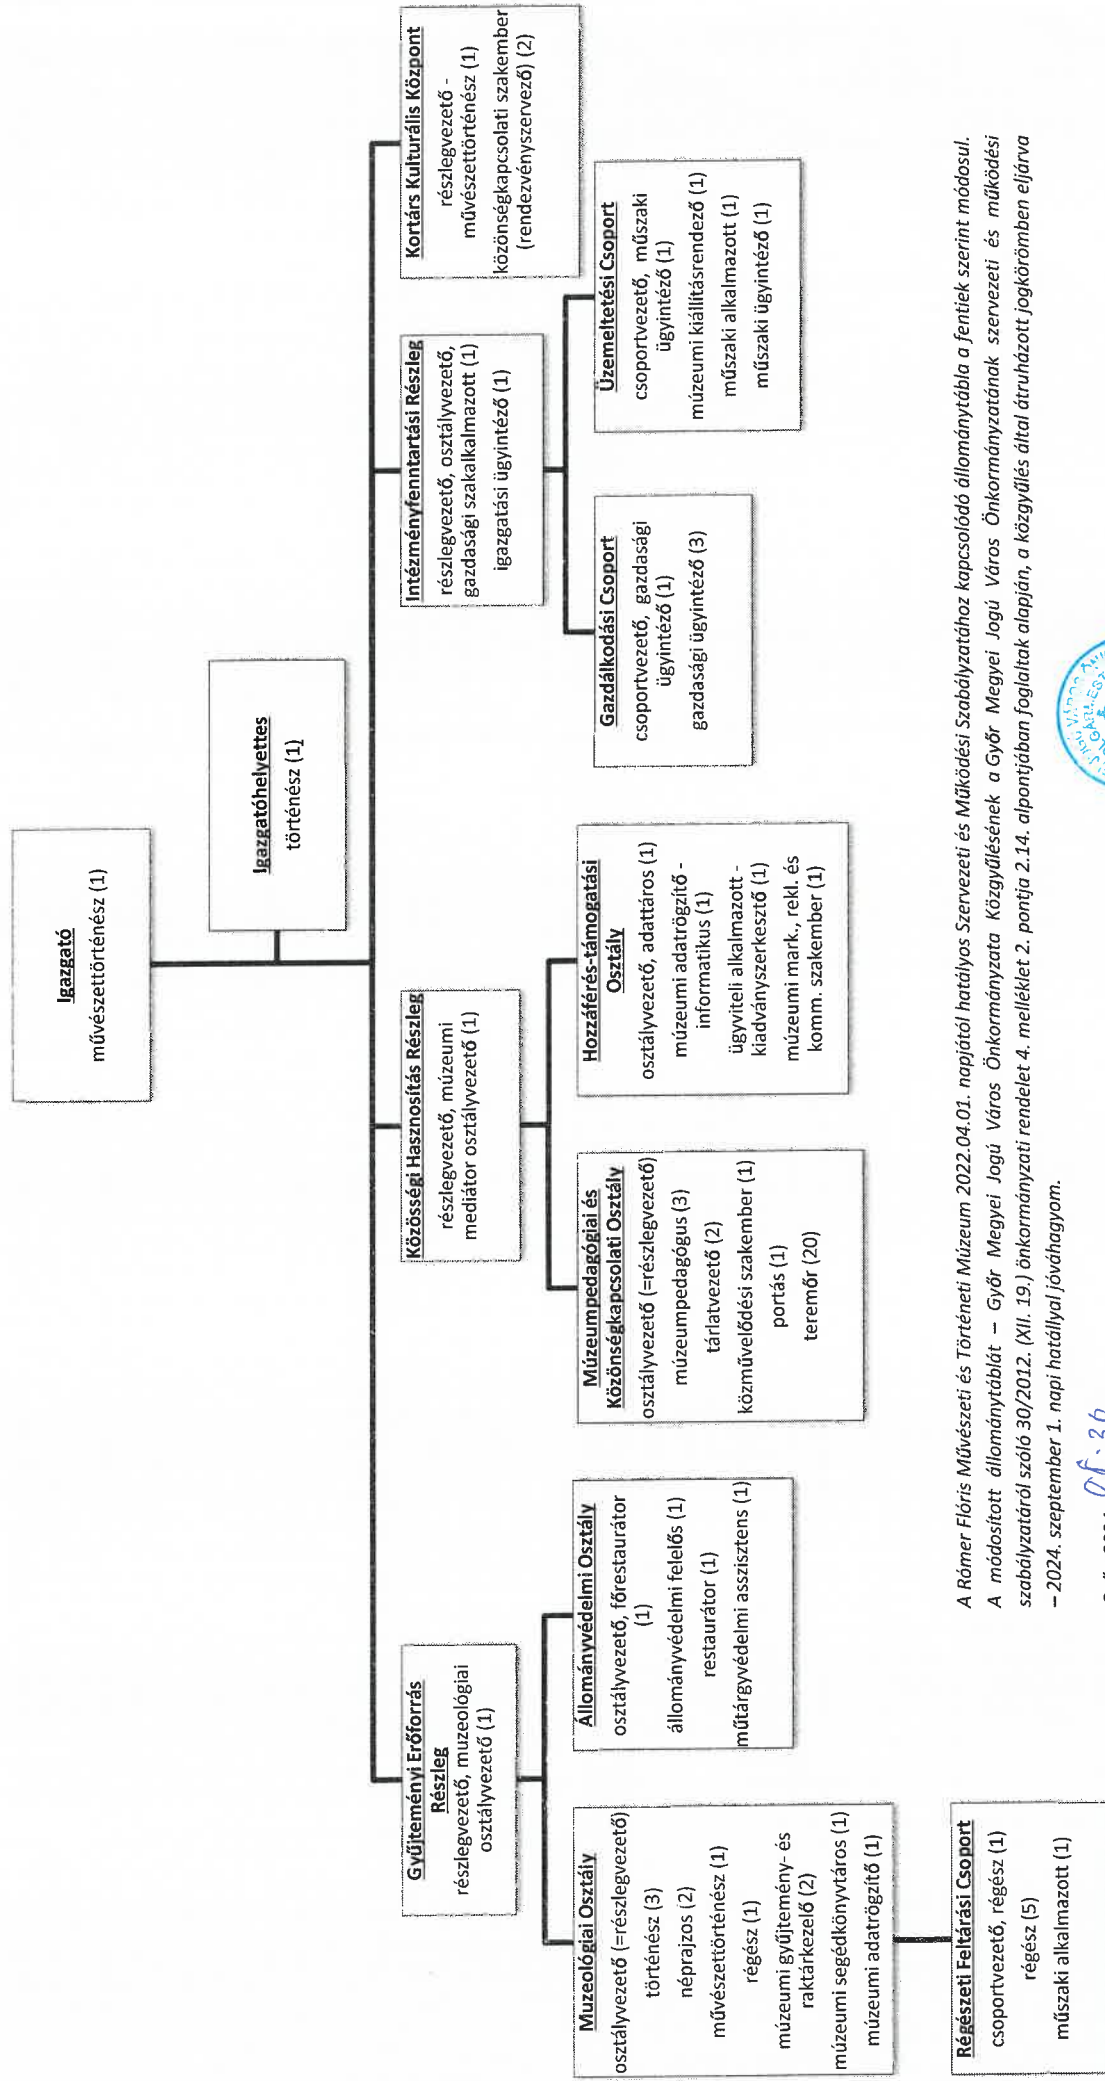 Igazgató
művészettörténész (1)
Igazgatóhelyettes
történész (1)
Gyűjteményi Erőforrás
Részleg
részlegvezető, muzeológiai
osztályvezető (1)
Közösségi Hasznosítás Részleg
részlegvezető, múzeumi
mediátor osztályvezető (1)
Intézményfenntartási Részleg
részlegvezető, osztályvezető,
gazdasági szakalkalmazott (1)
igazgatási ügyintéző (1)
Kortárs Kulturális Központ
részlegvezető -
művészettörténész (1)
közönségkapcsolati szakember
(rendezvényszervező) (2)
Muzeológiai Osztály
osztályvezető (=részlegvezető)
történész (3)
néprajzos (2)
művészettörténész (1)
régész (1)
múzeumi gyűjtemény- és
raktárkezelő (2)
múzeumi segédkönyvtáros (1)
múzeumi adatrögzítő (1)
Állományvédelmi Osztály
osztályvezető, főrestaurátor
(1)
állományvédelmi felelős (1)
restaurátor (1)
műtárgyvédelmi asszisztens (1)
Múzeumpedagógiai és
Közönségkapcsolati Osztály
osztályvezető (=részlegvezető)
múzeumpedagógus (3)
tárlatvezető (2)
közművelődési szakember (1)
portás (1)
teremőr (20)
Hozzáférés-támogatási
Osztály
osztályvezető, adattáros (1)
múzeumi adatrögzítő -
informatikus (1)
ügyviteli alkalmazott -
kiadványszerkesztő (1)
múzeumi mark., rekl. és
komm. szakember (1)
Gazdálkodási Csoport
csoportvezető, gazdasági
ügyintéző (1)
gazdasági ügyintéző (3)
Üzemeltetési Csoport
csoportvezető, műszaki
ügyintéző (1)
múzeumi kiállításrendező (1)
műszaki alkalmazott (1)
műszaki ügyintéző (1)
Régészeti Feltárási Csoport
csoportvezető, régész (1)
régész (5)
műszaki alkalmazott (1)
A Rómer Flóris Művészeti és Történeti Múzeum 2022.04.01. napjától hatályos Szervezeti és Működési Szabályzatához kapcsolódó állománytábla a fentiek szerint módosul.
A módosított állománytáblát – Győr Megyei Jogú Város Önkormányzata Közgyűlésének a Győr Megyei Jogú Város Önkormányzatának szervezeti és működési
szabályzatáról szóló 30/2012. (XII. 19.) önkormányzati rendelet 4. melléklet 2. pontja 2.14. alpontjában foglaltak alapján, a közgyűlés által átruházott jogkörömben eljárva
– 2024. szeptember 1. napi hatállyal jóváhagyom.